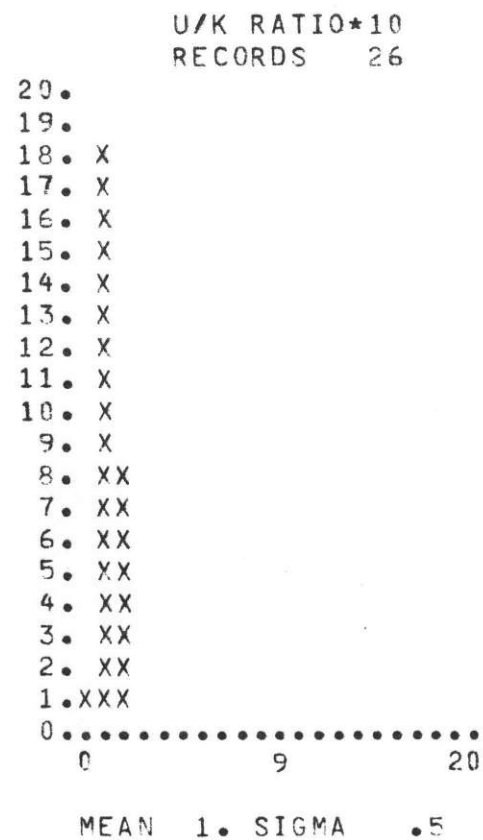 U/K RATIO*10
RECORDS 26
20.
19.
18. X
17. X
16. X
15. X
14. X
13. X
12. X
11. X
10. X
9. X
8. XX
7. XX
6. XX
5. XX
4. XX
3. XX
2. XX
1.XXX
0.....................
0 9 20
MEAN 1. SIGMA .5